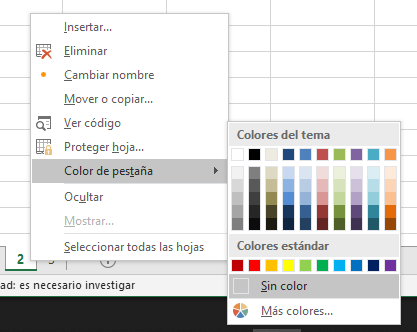 Insertar...
Eliminar
Cambiar nombre
Mover o copiar...
Ver código
Proteger hoja...
Color de pestaña
Ocultar
Mostrar...
Seleccionar todas las hojas
Colores del tema
Colores estándar
Sin color
Más colores...
2
ad: es necesario investigar